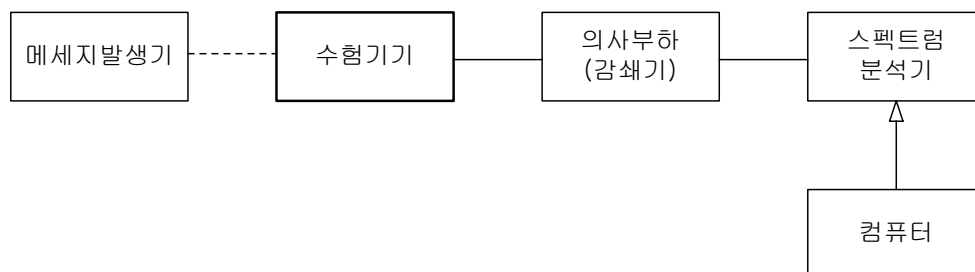 메세지발생기
수험기기
의사부하
(감쇄기)
스펙트럼
분석기
컴퓨터